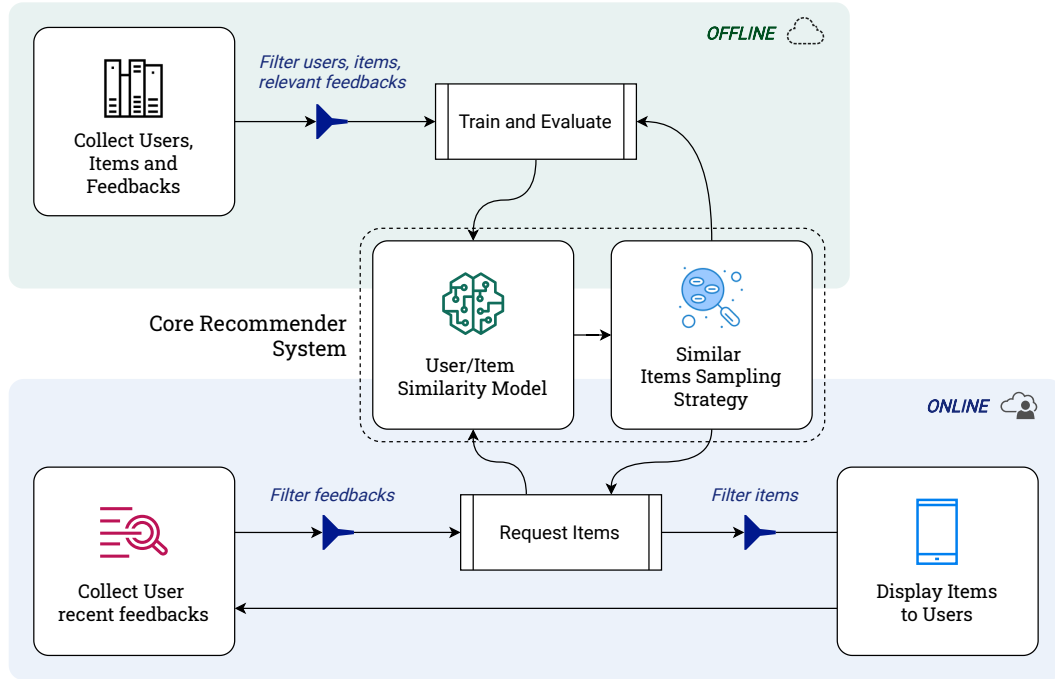 OFFLINE
Filter users, items,
relevant feedbacks
Collect Users,
Items and
Feedbacks
Train and Evaluate
Core Recommender
System
User/Item
Similarity Model
Similar
Items Sampling
Strategy
ONLINE
Filter feedbacks
Filter items
Request Items
Collect User
recent feedbacks
Display Items
to Users